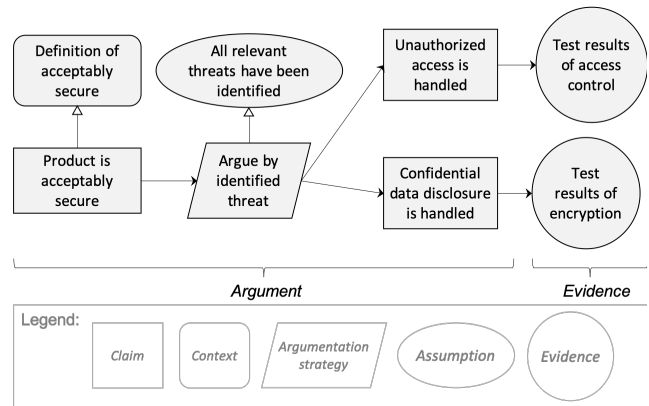 Definition of
acceptably
secure
All relevant
threats have been
identified
Unauthorized
access is
handled
Test results
of access
control
Product is
acceptably
secure
Argue by
identified
threat
Confidential
data disclosure
is handled
Test
results of
encryption
Argument
Evidence
Legend:
Claim
Context
Argumentation
strategy
Assumption
Evidence